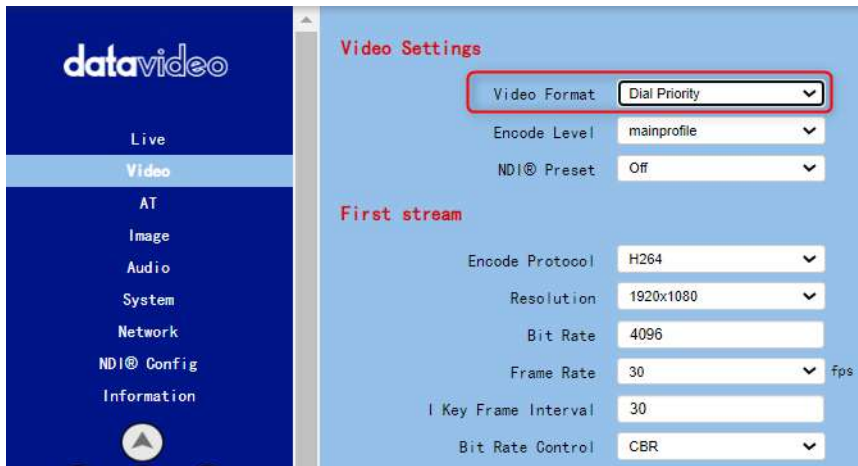 datavideo
Live
Video
AT
Image
Audio
System
Network
NDI® Config
Information
Video Settings
Video Format Dial Priority
Encode Level mainprofile
NDI® Preset Off
First stream
Encode Protocol H264
Resolution 1920x1080
Bit Rate 4096
Frame Rate 30 fps
I Key Frame Interval 30
Bit Rate Control CBR